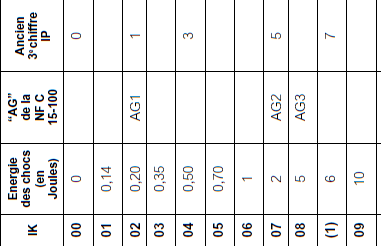 IK
Energie
des chocs
(en
Joules)
"AG"
de la
NF C
15-100
Ancien
3°chiffre
IP
00 0 0
01 0,14
02 0,20 AG1 1
03 0,35
04 0,50 3
05 0,70
06 1
07 2 AG2 5
08 5 AG3
(1) 6 7
09 10